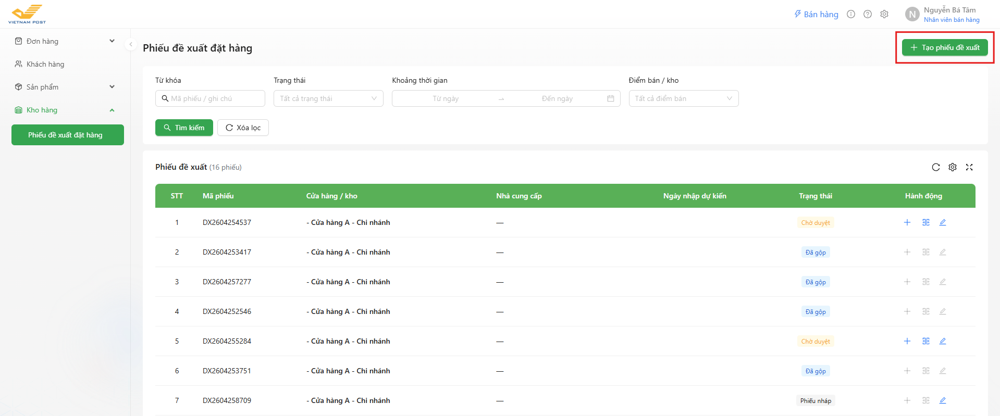 VIETNAM POST
Bán hàng
N
Nguyễn Bá Tâm
Nhân viên bán hàng
Đơn hàng
Khách hàng
Sản phẩm
Kho hàng
Phiếu đề xuất đặt hàng
Phiếu đề xuất đặt hàng
Tạo phiếu đề xuất
Từ khóa
Trạng thái
Khoảng thời gian
Điểm bán / kho
Mã phiếu / ghi chú
Tất cả trạng thái
Từ ngày
Đến ngày
Tất cả điểm bán
Tìm kiếm
Xóa lọc
Phiếu đề xuất (16 phiếu)
STT Mã phiếu Cửa hàng / kho Nhà cung cấp Ngày nhập dự kiến Trạng thái Hành động
1 DX2604254537 - Cửa hàng A - Chi nhánh — Chờ duyệt
2 DX2604253417 - Cửa hàng A - Chi nhánh — Đã gộp
3 DX2604257277 - Cửa hàng A - Chi nhánh — Đã gộp
4 DX2604252546 - Cửa hàng A - Chi nhánh — Đã gộp
5 DX2604255284 - Cửa hàng A - Chi nhánh — Chờ duyệt
6 DX2604253751 - Cửa hàng A - Chi nhánh — Đã gộp
7 DX2604258709 - Cửa hàng A - Chi nhánh — Phiếu nháp